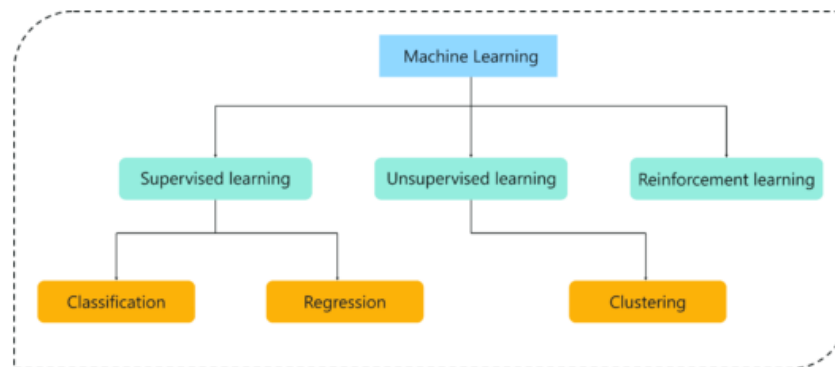 Machine Learning
Supervised learning
Unsupervised learning
Reinforcement learning
Classification
Regression
Clustering